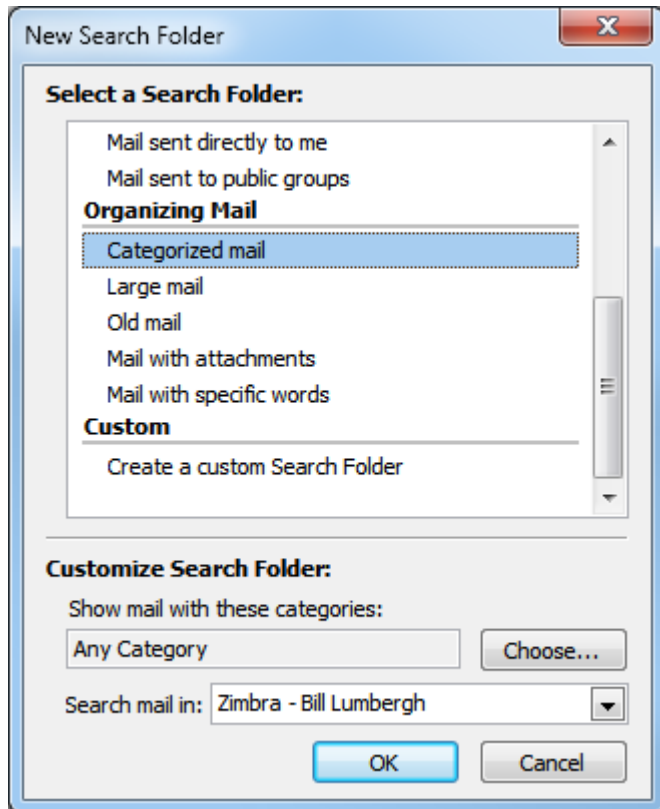 New Search Folder
Select a Search Folder:
Mail sent directly to me
Mail sent to public groups
Organizing Mail
Categorized mail
Large mail
Old mail
Mail with attachments
Mail with specific words
Custom
Create a custom Search Folder
Customize Search Folder:
Show mail with these categories:
Any Category Choose...
Search mail in: Zimbra - Bill Lumbergh
OK Cancel